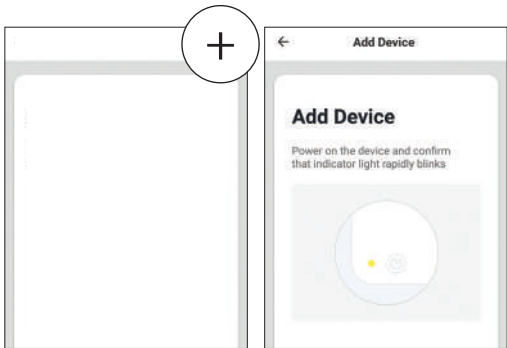 +
← Add Device
Add Device
Power on the device and confirm
that indicator light rapidly blinks